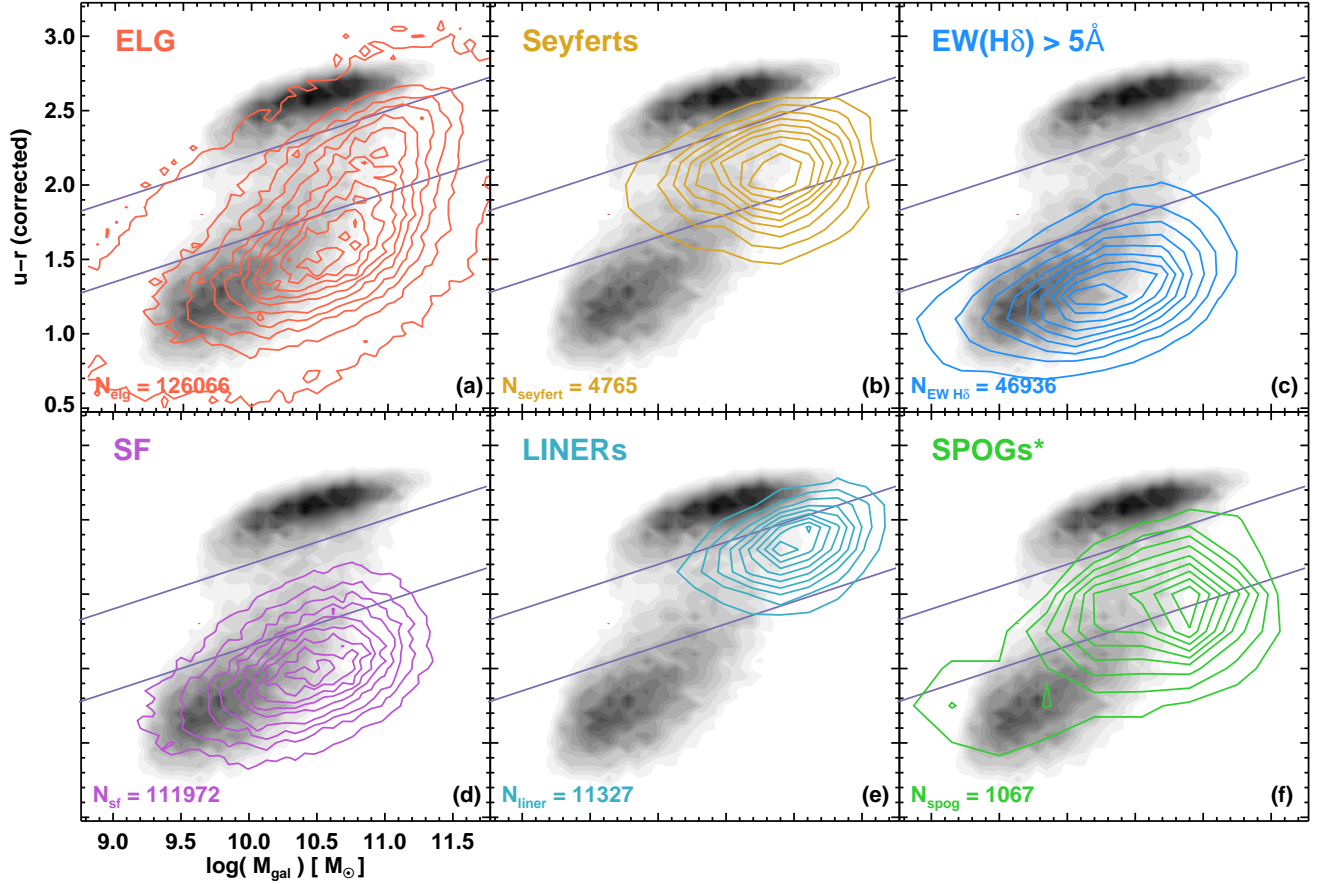 ELG
Seyferts
EW(Hδ) > 5Å
3.0
2.5
2.0
1.5
1.0
0.5
u−r (corrected)
N_elg = 126066
(a)
N_seyfert = 4765
(b)
N_EW Hδ = 46936
(c)
SF
LINERs
SPOGs*
N_sf = 111972
(d)
N_liner = 11327
(e)
N_spog = 1067
(f)
9.0 9.5 10.0 10.5 11.0 11.5
log( M_gal ) [ M_⊙ ]